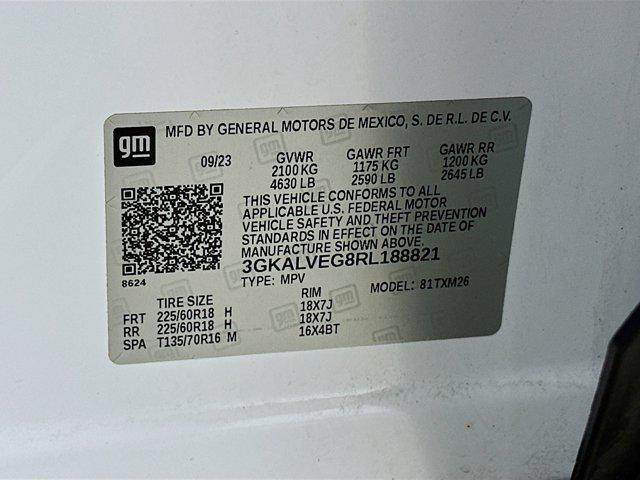 gm
MFD BY GENERAL MOTORS DE MEXICO, S. DE R.L. DE C.V.
09/23 GVWR GAWR FRT GAWR RR
2100 KG 1175 KG 1200 KG
4630 LB 2590 LB 2645 LB
THIS VEHICLE CONFORMS TO ALL
APPLICABLE U.S. FEDERAL MOTOR
VEHICLE SAFETY AND THEFT PREVENTION
STANDARDS IN EFFECT ON THE DATE OF
MANUFACTURE SHOWN ABOVE.
3GKALVEG8RL188821
8624
TYPE: MPV MODEL: 81TXM26
TIRE SIZE RIM
FRT 225/60R18 H 18X7J
RR 225/60R18 H 18X7J
SPA T135/70R16 M 16X4BT